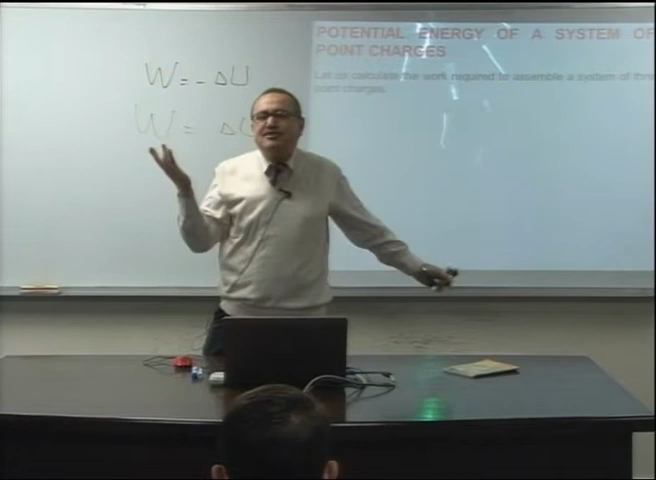 POTENTIAL ENERGY OF A SYSTEM OF
POINT CHARGES
Let us calculate the work required to assemble a system of
point charges.
W = - ΔU
W = ΔU